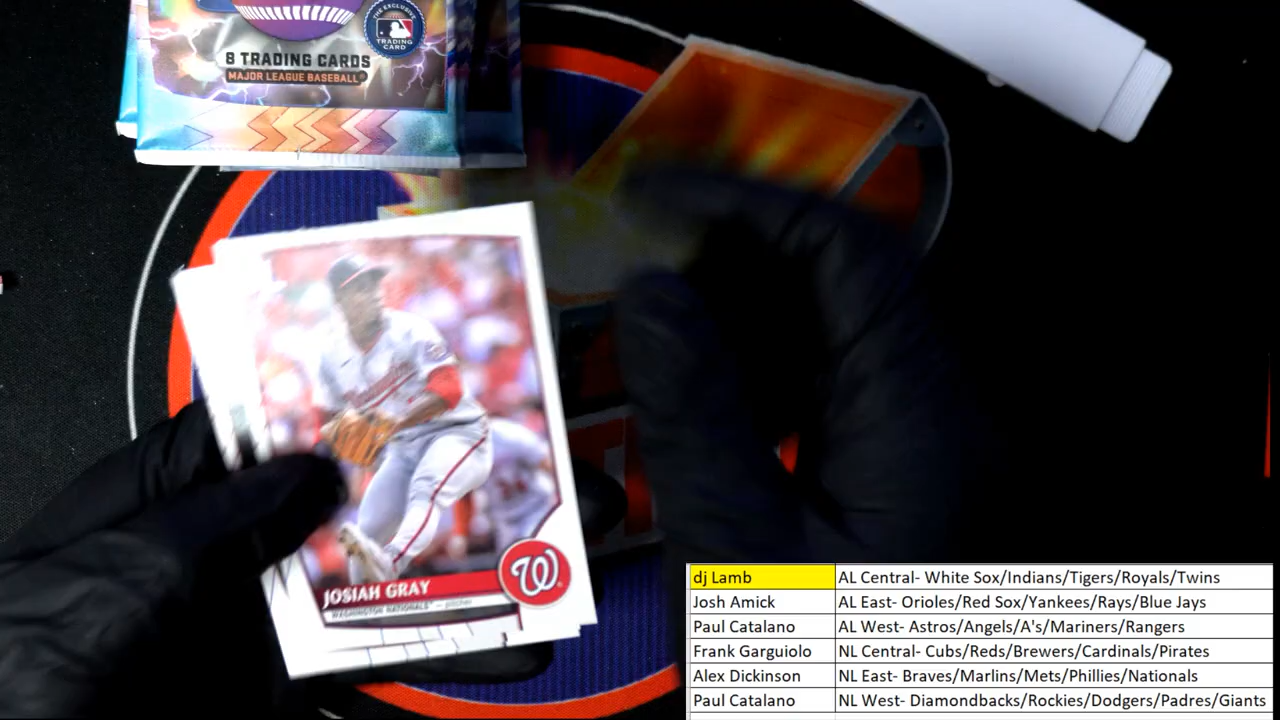 THE EXCLUSIVE
TRADING
CARD
8 TRADING CARDS
MAJOR LEAGUE BASEBALL
W
JOSIAH GRAY
WASHINGTON NATIONALS — pitcher
dj Lamb AL Central- White Sox/Indians/Tigers/Royals/Twins
Josh Amick AL East- Orioles/Red Sox/Yankees/Rays/Blue Jays
Paul Catalano AL West- Astros/Angels/A's/Mariners/Rangers
Frank Garguiolo NL Central- Cubs/Reds/Brewers/Cardinals/Pirates
Alex Dickinson NL East- Braves/Marlins/Mets/Phillies/Nationals
Paul Catalano NL West- Diamondbacks/Rockies/Dodgers/Padres/Giants